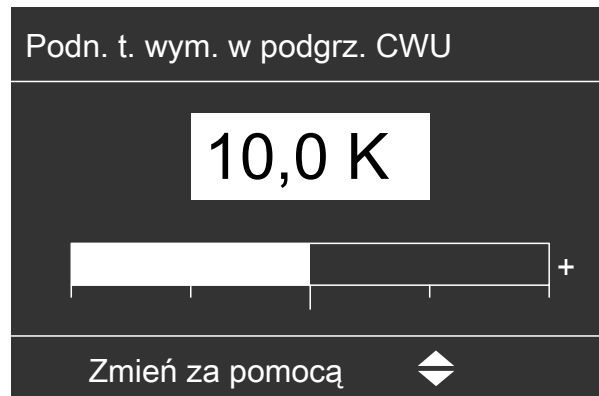 Podn. t. wym. w podgrz. CWU
10,0 K
+
Zmień za pomocą